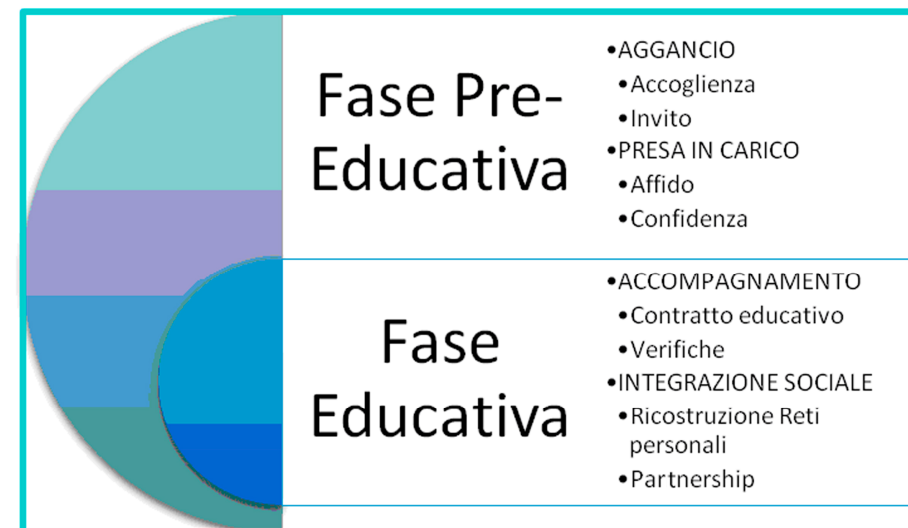 Fase Pre-
Educativa
•AGGANCIO
•Accoglienza
•Invito
•PRESA IN CARICO
•Affido
•Confidenza
Fase
Educativa
•ACCOMPAGNAMENTO
•Contratto educativo
•Verifiche
•INTEGRAZIONE SOCIALE
•Ricostruzione Reti
personali
•Partnership